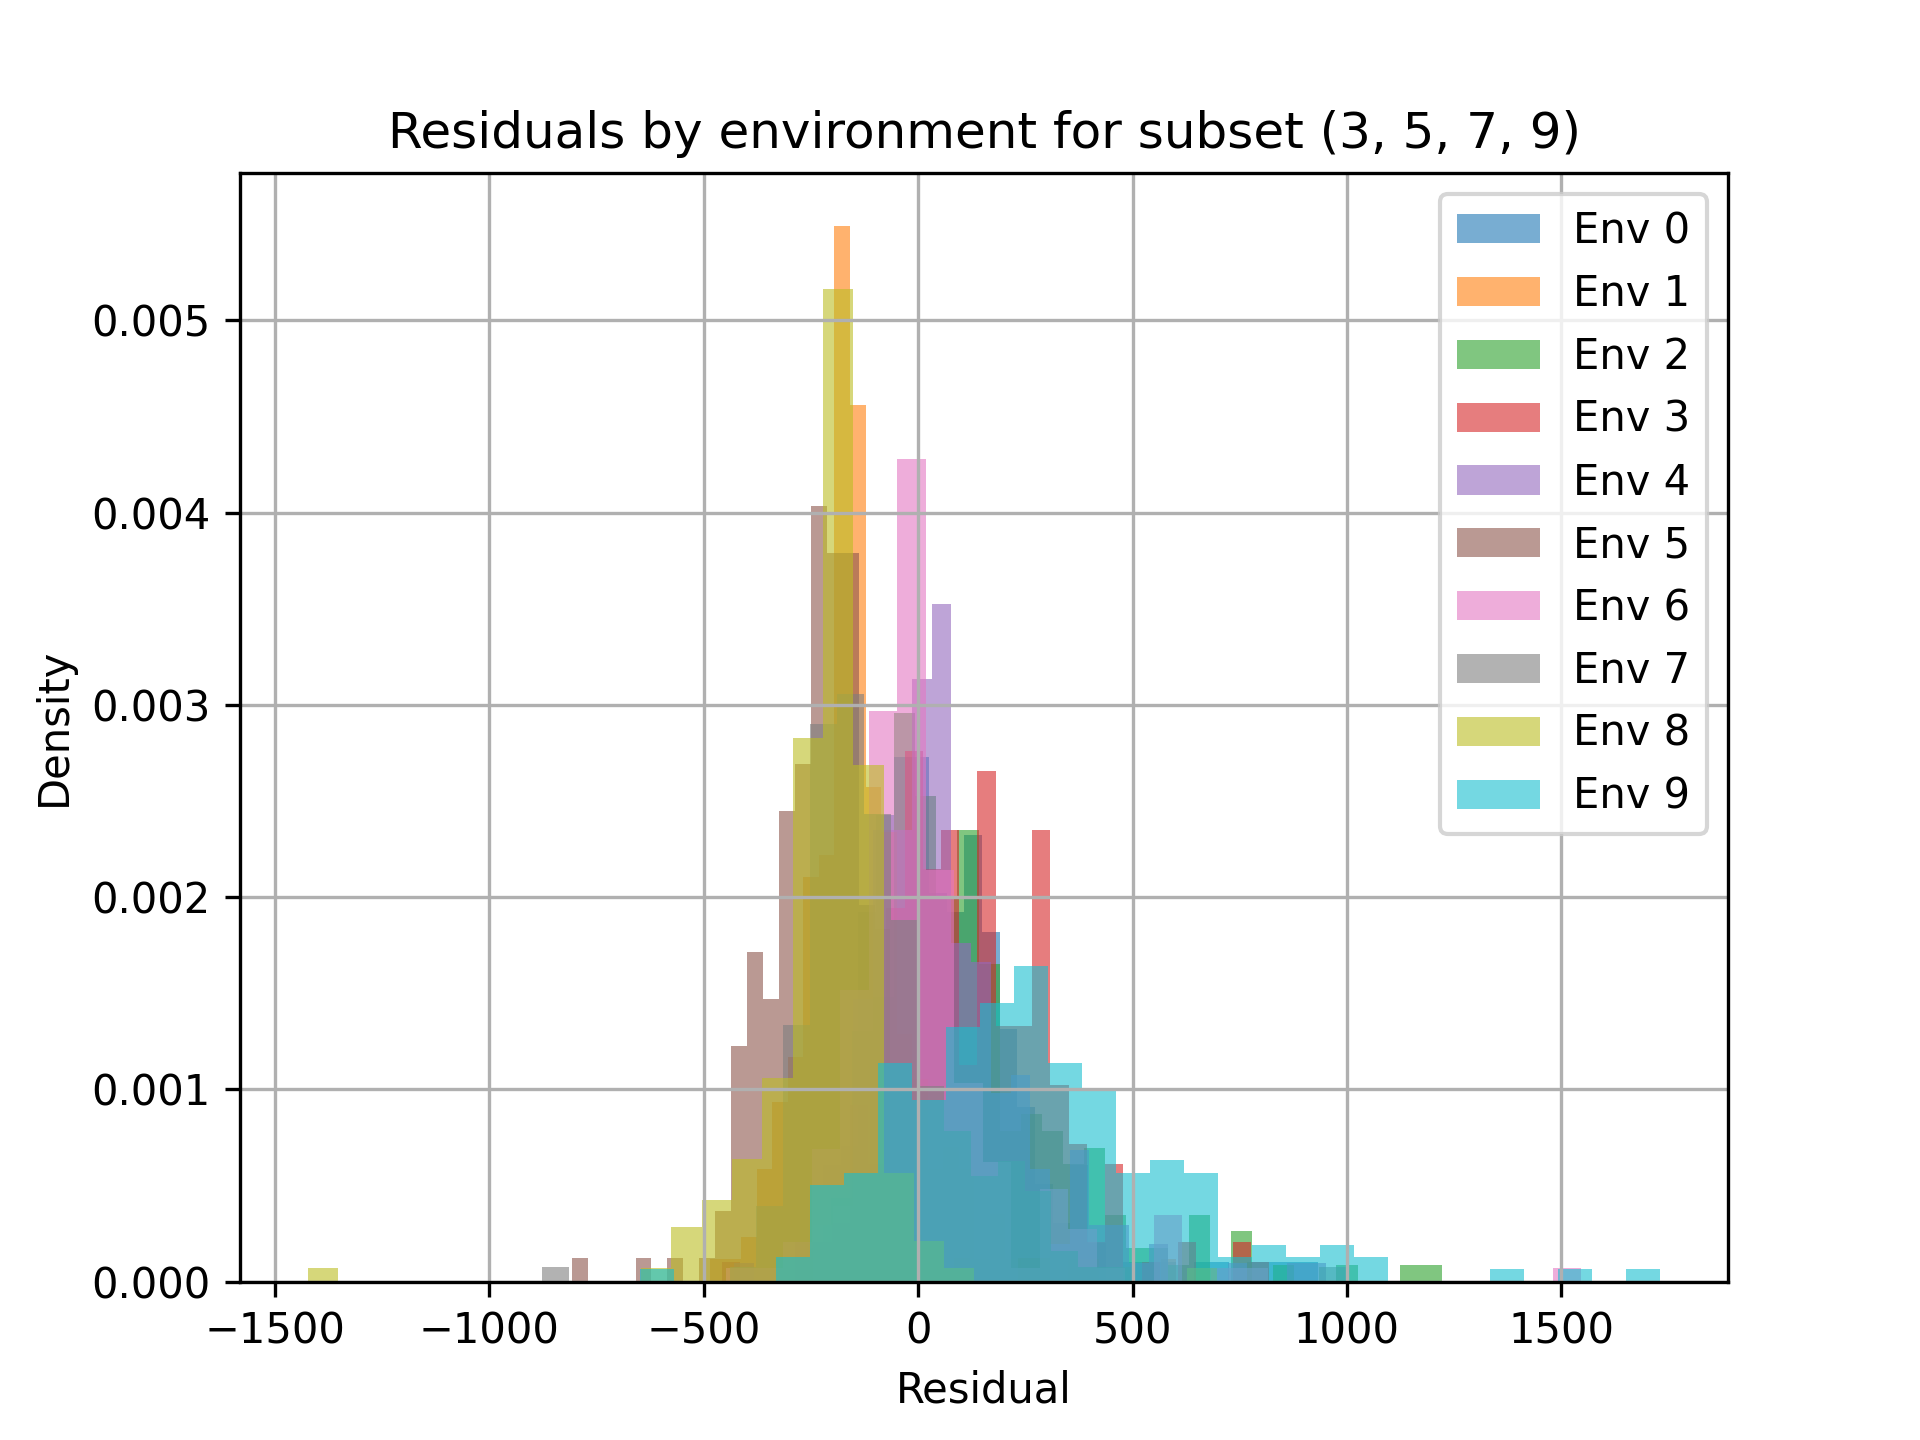 Residuals by environment for subset (3, 5, 7, 9)
Env 0
Env 1
Env 2
Env 3
Env 4
Env 5
Env 6
Env 7
Env 8
Env 9
Density
0.005
0.004
0.003
0.002
0.001
0.000
−1500 −1000 −500 0 500 1000 1500
Residual